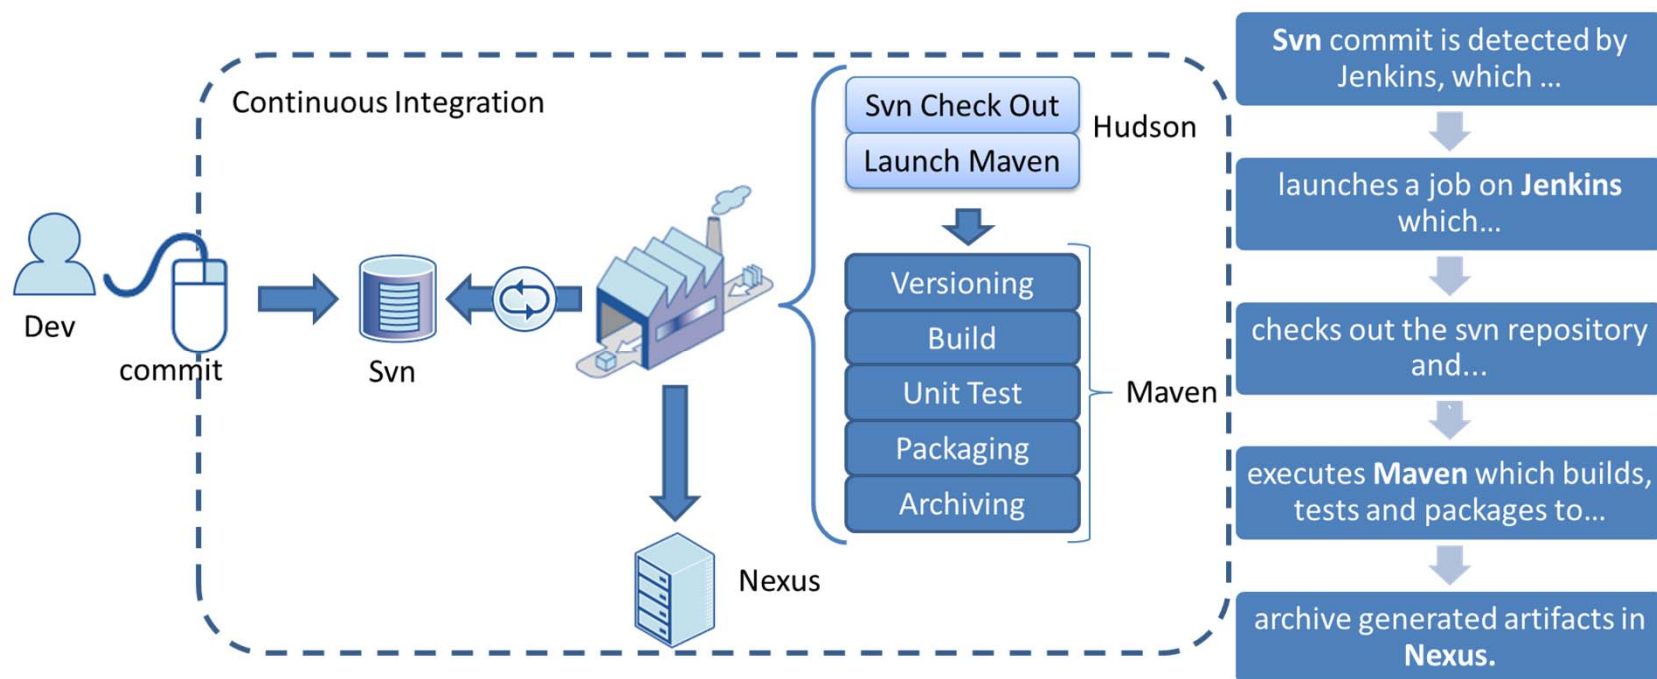 Continuous Integration
Dev
commit
Svn
Nexus
Svn Check Out
Launch Maven
Hudson
Versioning
Build
Unit Test
Packaging
Archiving
Maven
Svn commit is detected by
Jenkins, which ...
launches a job on Jenkins
which...
checks out the svn repository
and...
executes Maven which builds,
tests and packages to...
archive generated artifacts in
Nexus.